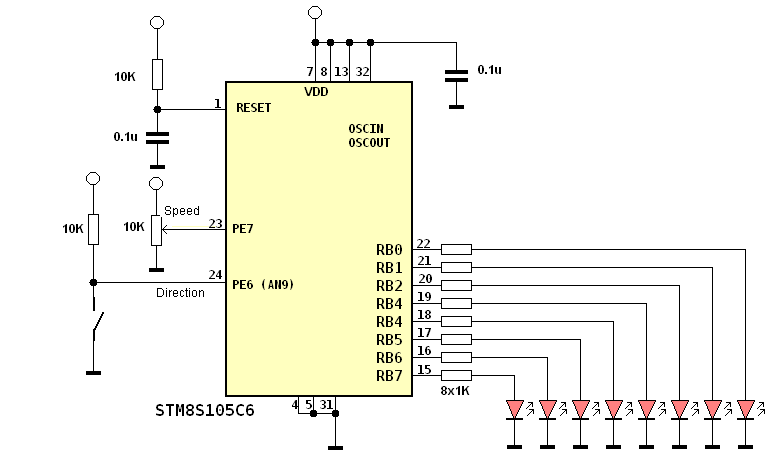 7 8 13 32
VDD
0.1u
10K
1 RESET
0.1u
OSCIN
OSCOUT
Speed
10K
10K
23 PE7
24 PE6 (AN9)
Direction
RB0 22
RB1 21
RB2 20
RB4 19
RB4 18
RB5 17
RB6 16
RB7 15
8x1K
4 5 31
STM8S105C6